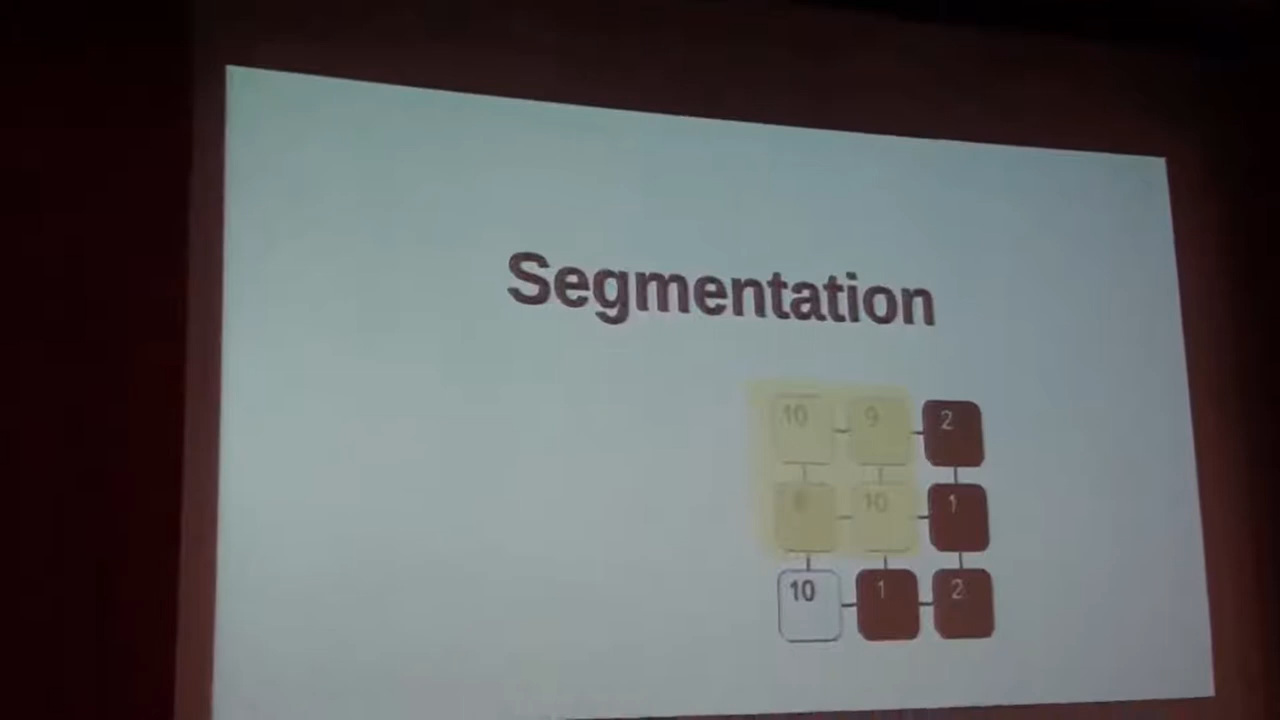 Segmentation
10 9 2
10 1
10 1 2